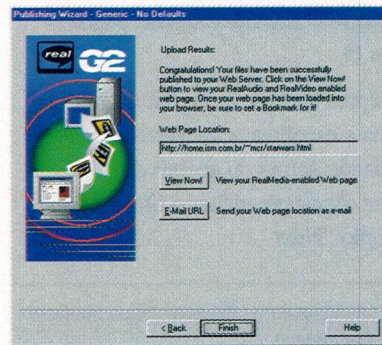 Publishing Wizard - Generic - No Defaults
real G2
Upload Results:
Congratulations! Your files have been successfully
published to your Web Server. Click on the View Now!
button to view your RealAudio and RealVideo enabled
web page. Once your web page has been loaded into
your browser, be sure to set a Bookmark for it!
Web Page Location:
http://home.ism.com.br/~mcr/starwars.html
View Now! View your RealMedia-enabled Web page
E-Mail URL Send your Web page location as e-mail
< Back Finish Help